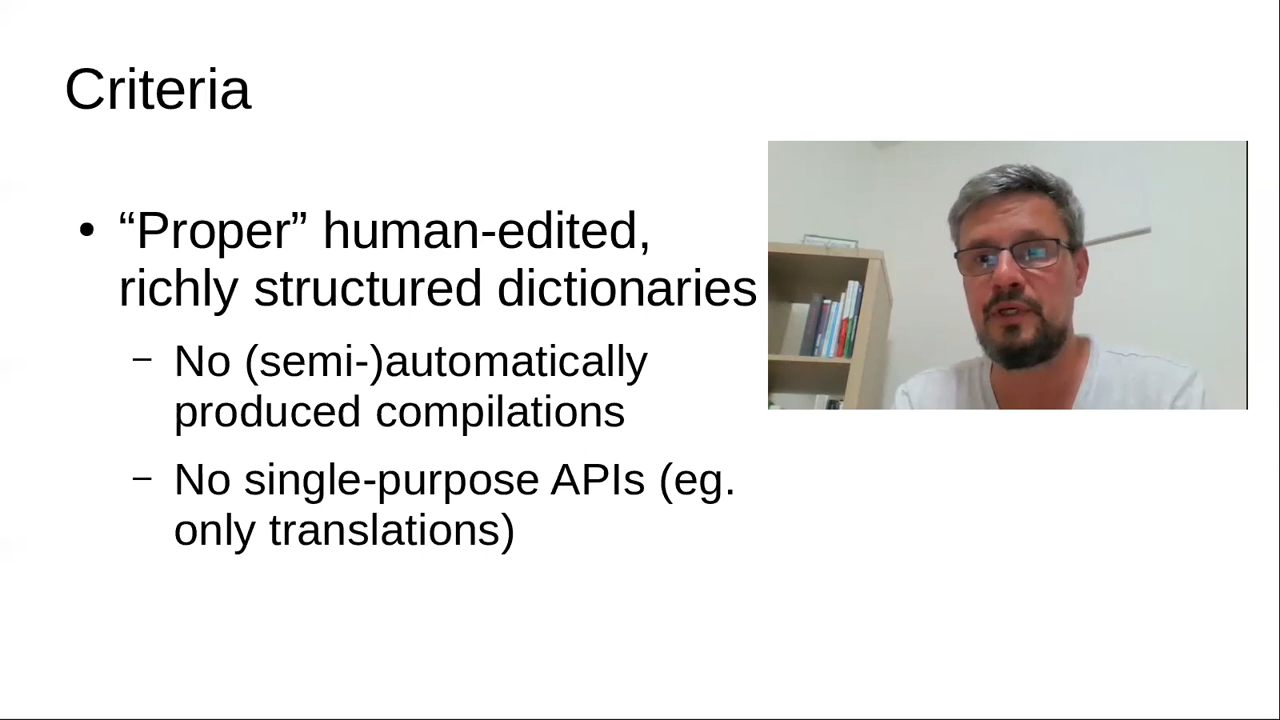 Criteria
• “Proper” human-edited,
richly structured dictionaries
– No (semi-)automatically
produced compilations
– No single-purpose APIs (eg.
only translations)